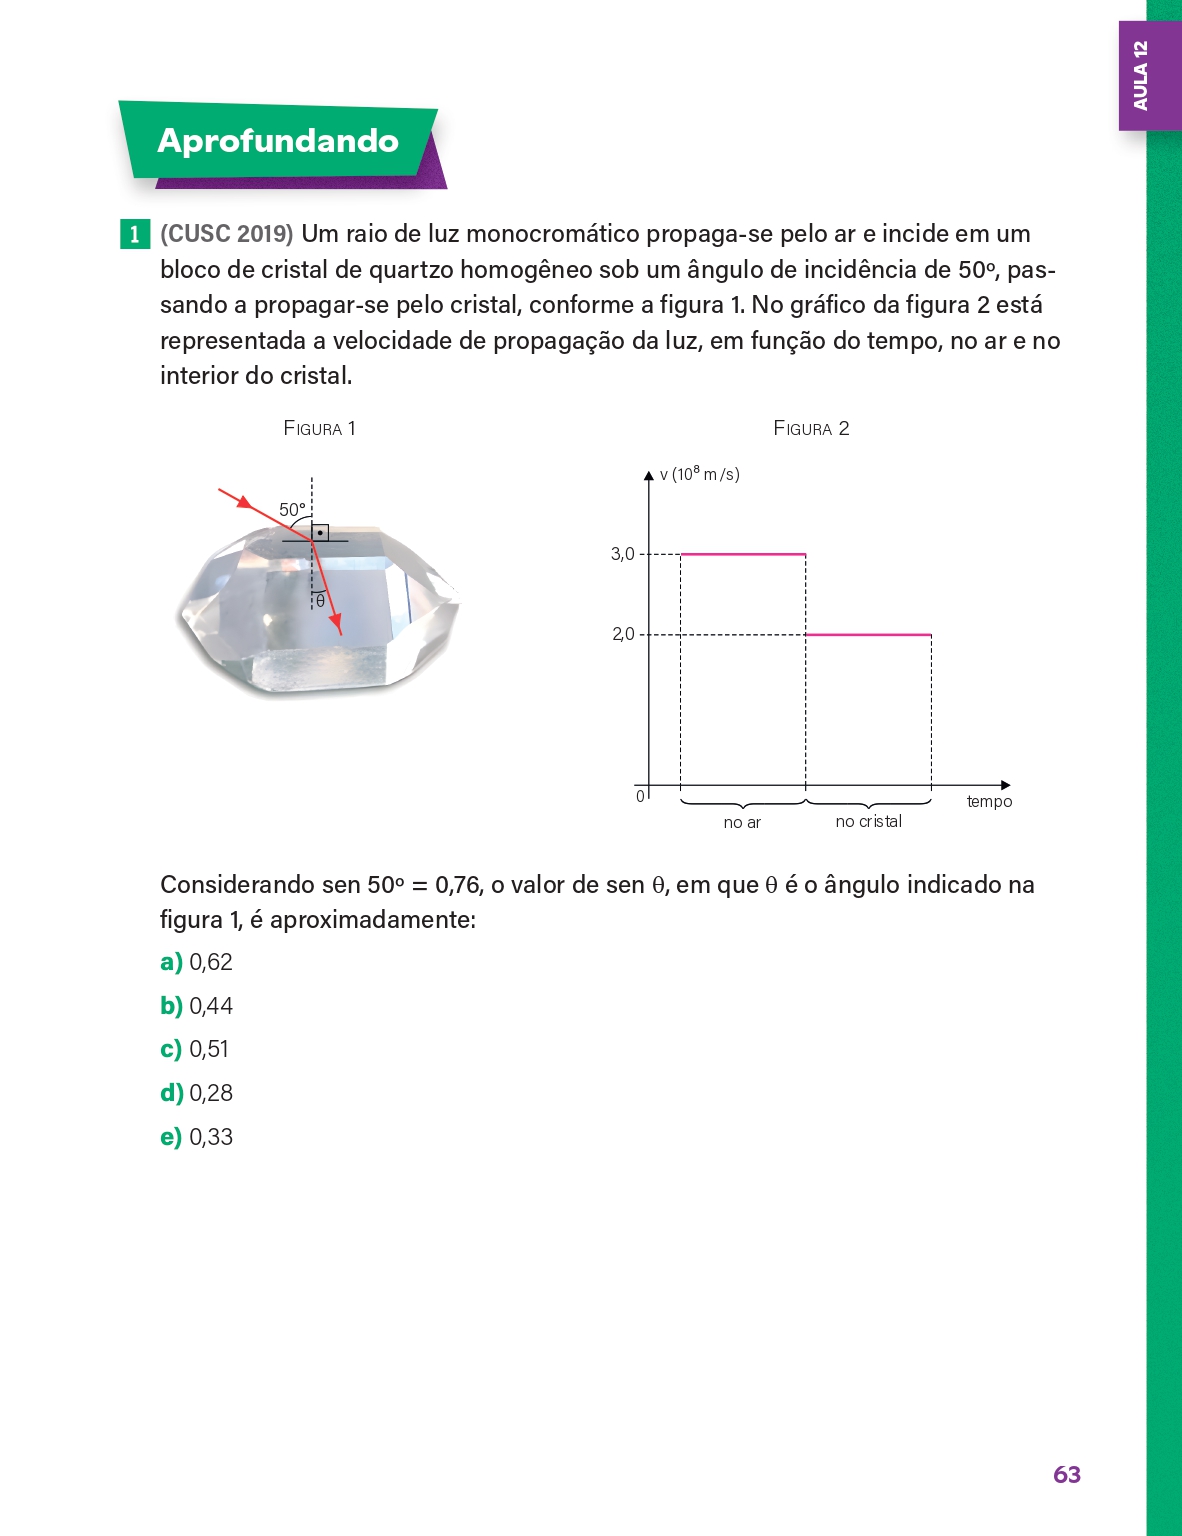 AULA 12
Aprofundando
1 (CUSC 2019) Um raio de luz monocromático propaga-se pelo ar e incide em um
bloco de cristal de quartzo homogêneo sob um ângulo de incidência de 50º, pas-
sando a propagar-se pelo cristal, conforme a figura 1. No gráfico da figura 2 está
representada a velocidade de propagação da luz, em função do tempo, no ar e no
interior do cristal.
Figura 1
50°
θ
Figura 2
v (10⁸ m/s)
3,0
2,0
0
tempo
no ar
no cristal
Considerando sen 50º = 0,76, o valor de sen θ, em que θ é o ângulo indicado na
figura 1, é aproximadamente:
a) 0,62
b) 0,44
c) 0,51
d) 0,28
e) 0,33
63